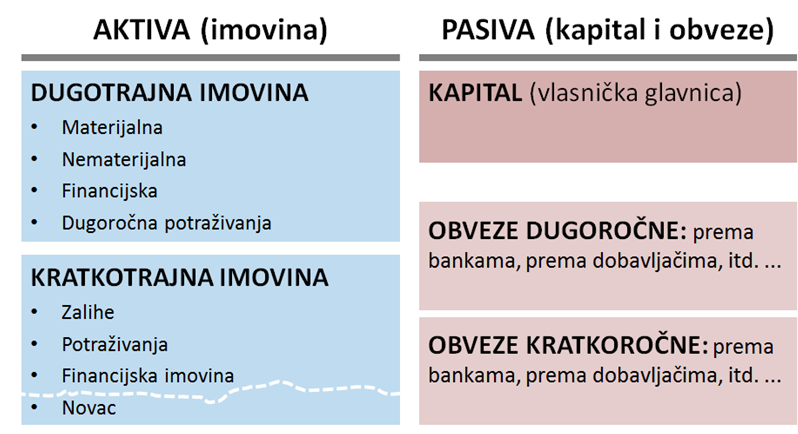 AKTIVA (imovina)
DUGOTRAJNA IMOVINA
• Materijalna
• Nematerijalna
• Financijska
• Dugoročna potraživanja
KRATKOTRAJNA IMOVINA
• Zalihe
• Potraživanja
• Financijska imovina
• Novac
PASIVA (kapital i obveze)
KAPITAL (vlasnička glavnica)
OBVEZE DUGOROČNE: prema
bankama, prema dobavljačima, itd. ...
OBVEZE KRATKOROČNE: prema
bankama, prema dobavljačima, itd. ...